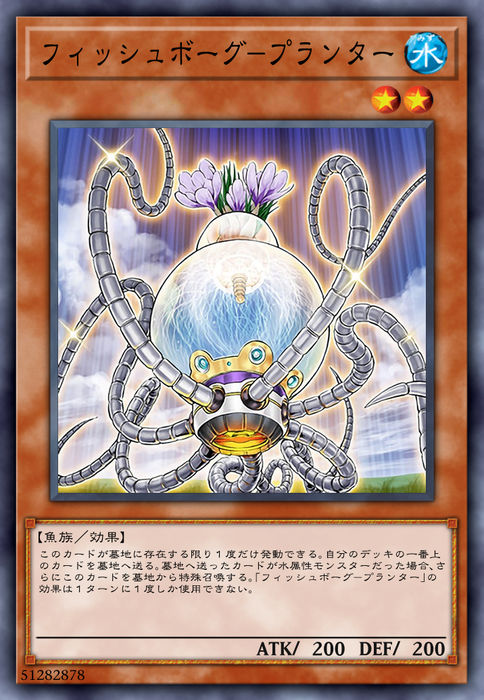 フィッシュボーグ－プランター
みず
水
【魚族／効果】
このカードが墓地に存在する限り１度だけ発動できる。自分のデッキの一番上
のカードを墓地へ送る。墓地へ送ったカードが水属性モンスターだった場合、さ
らにこのカードを墓地から特殊召喚する。「フィッシュボーグ－プランター」の
効果は１ターンに１度しか使用できない。
ATK/ 200 DEF/ 200
51282878